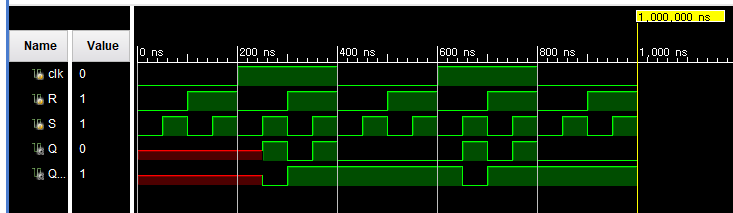 1,000,000 ns
Name Value
0 ns 200 ns 400 ns 600 ns 800 ns 1,000 ns
clk 0
R 1
S 1
Q 0
Q... 1